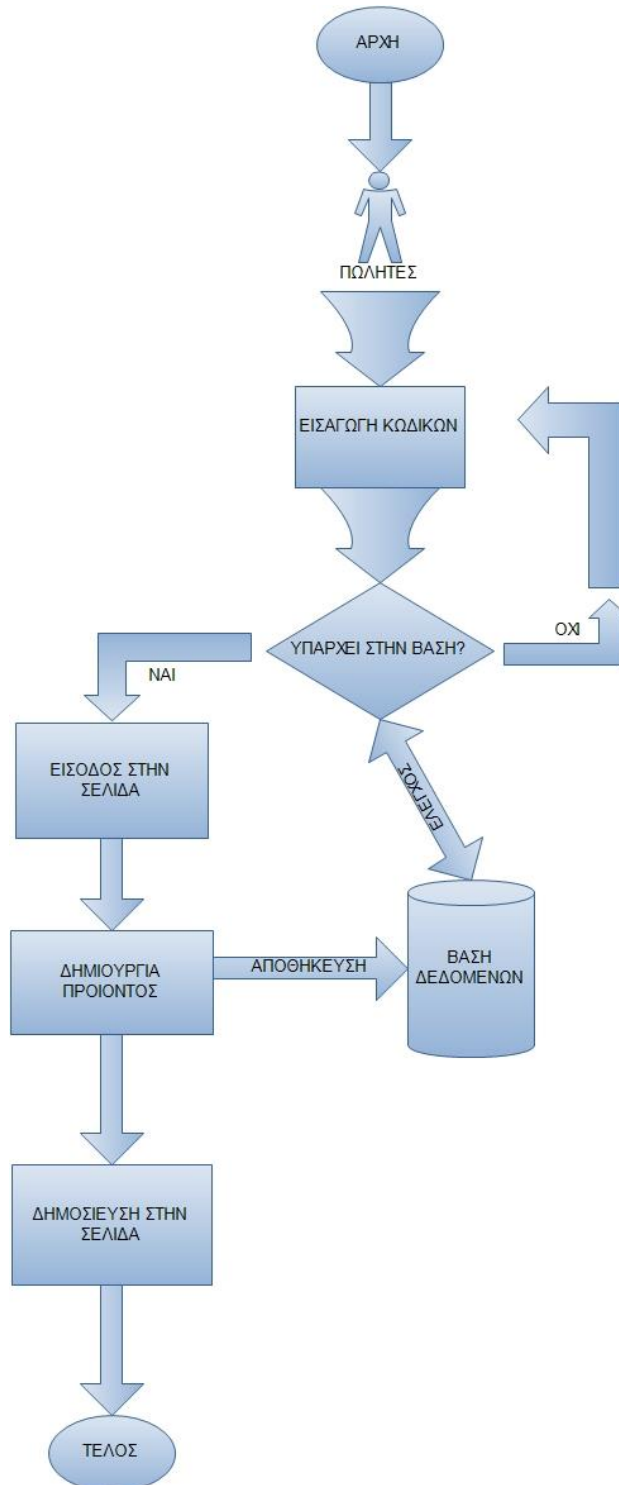 ΑΡΧΗ
ΠΩΛΗΤΕΣ
ΕΙΣΑΓΩΓΗ ΚΩΔΙΚΩΝ
ΥΠΑΡΧΕΙ ΣΤΗΝ ΒΑΣΗ?
ΟΧΙ
ΝΑΙ
ΕΙΣΟΔΟΣ ΣΤΗΝ
ΣΕΛΙΔΑ
ΕΛΕΓΧΟΣ
ΔΗΜΙΟΥΡΓΙΑ
ΠΡΟΙΟΝΤΟΣ
ΑΠΟΘΗΚΕΥΣΗ
ΒΑΣΗ
ΔΕΔΟΜΕΝΩΝ
ΔΗΜΟΣΙΕΥΣΗ ΣΤΗΝ
ΣΕΛΙΔΑ
ΤΕΛΟΣ